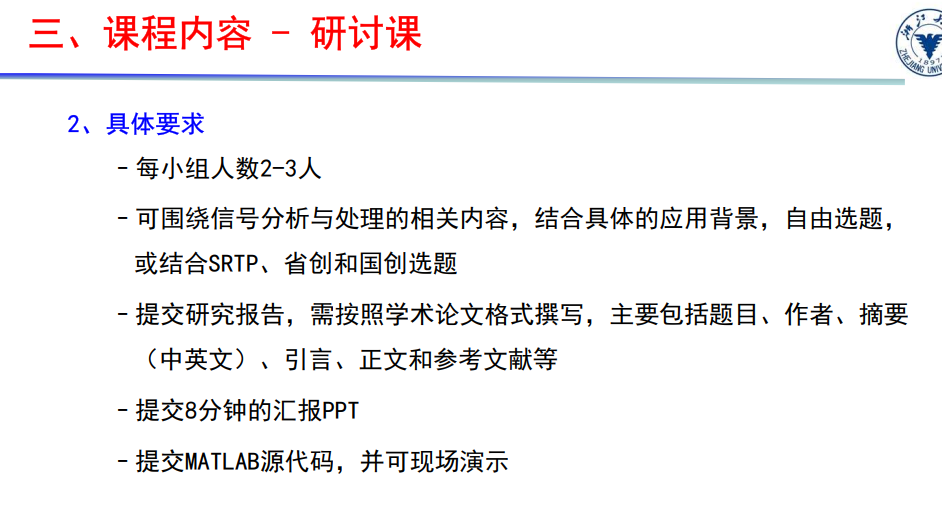 三、课程内容 - 研讨课
浙江大
ZHEJIANG UNIVE
1897
2、具体要求
- 每小组人数2-3人
- 可围绕信号分析与处理的相关内容，结合具体的应用背景，自由选题，
或结合SRTP、省创和国创选题
- 提交研究报告，需按照学术论文格式撰写，主要包括题目、作者、摘要
（中英文）、引言、正文和参考文献等
- 提交8分钟的汇报PPT
- 提交MATLAB源代码，并可现场演示